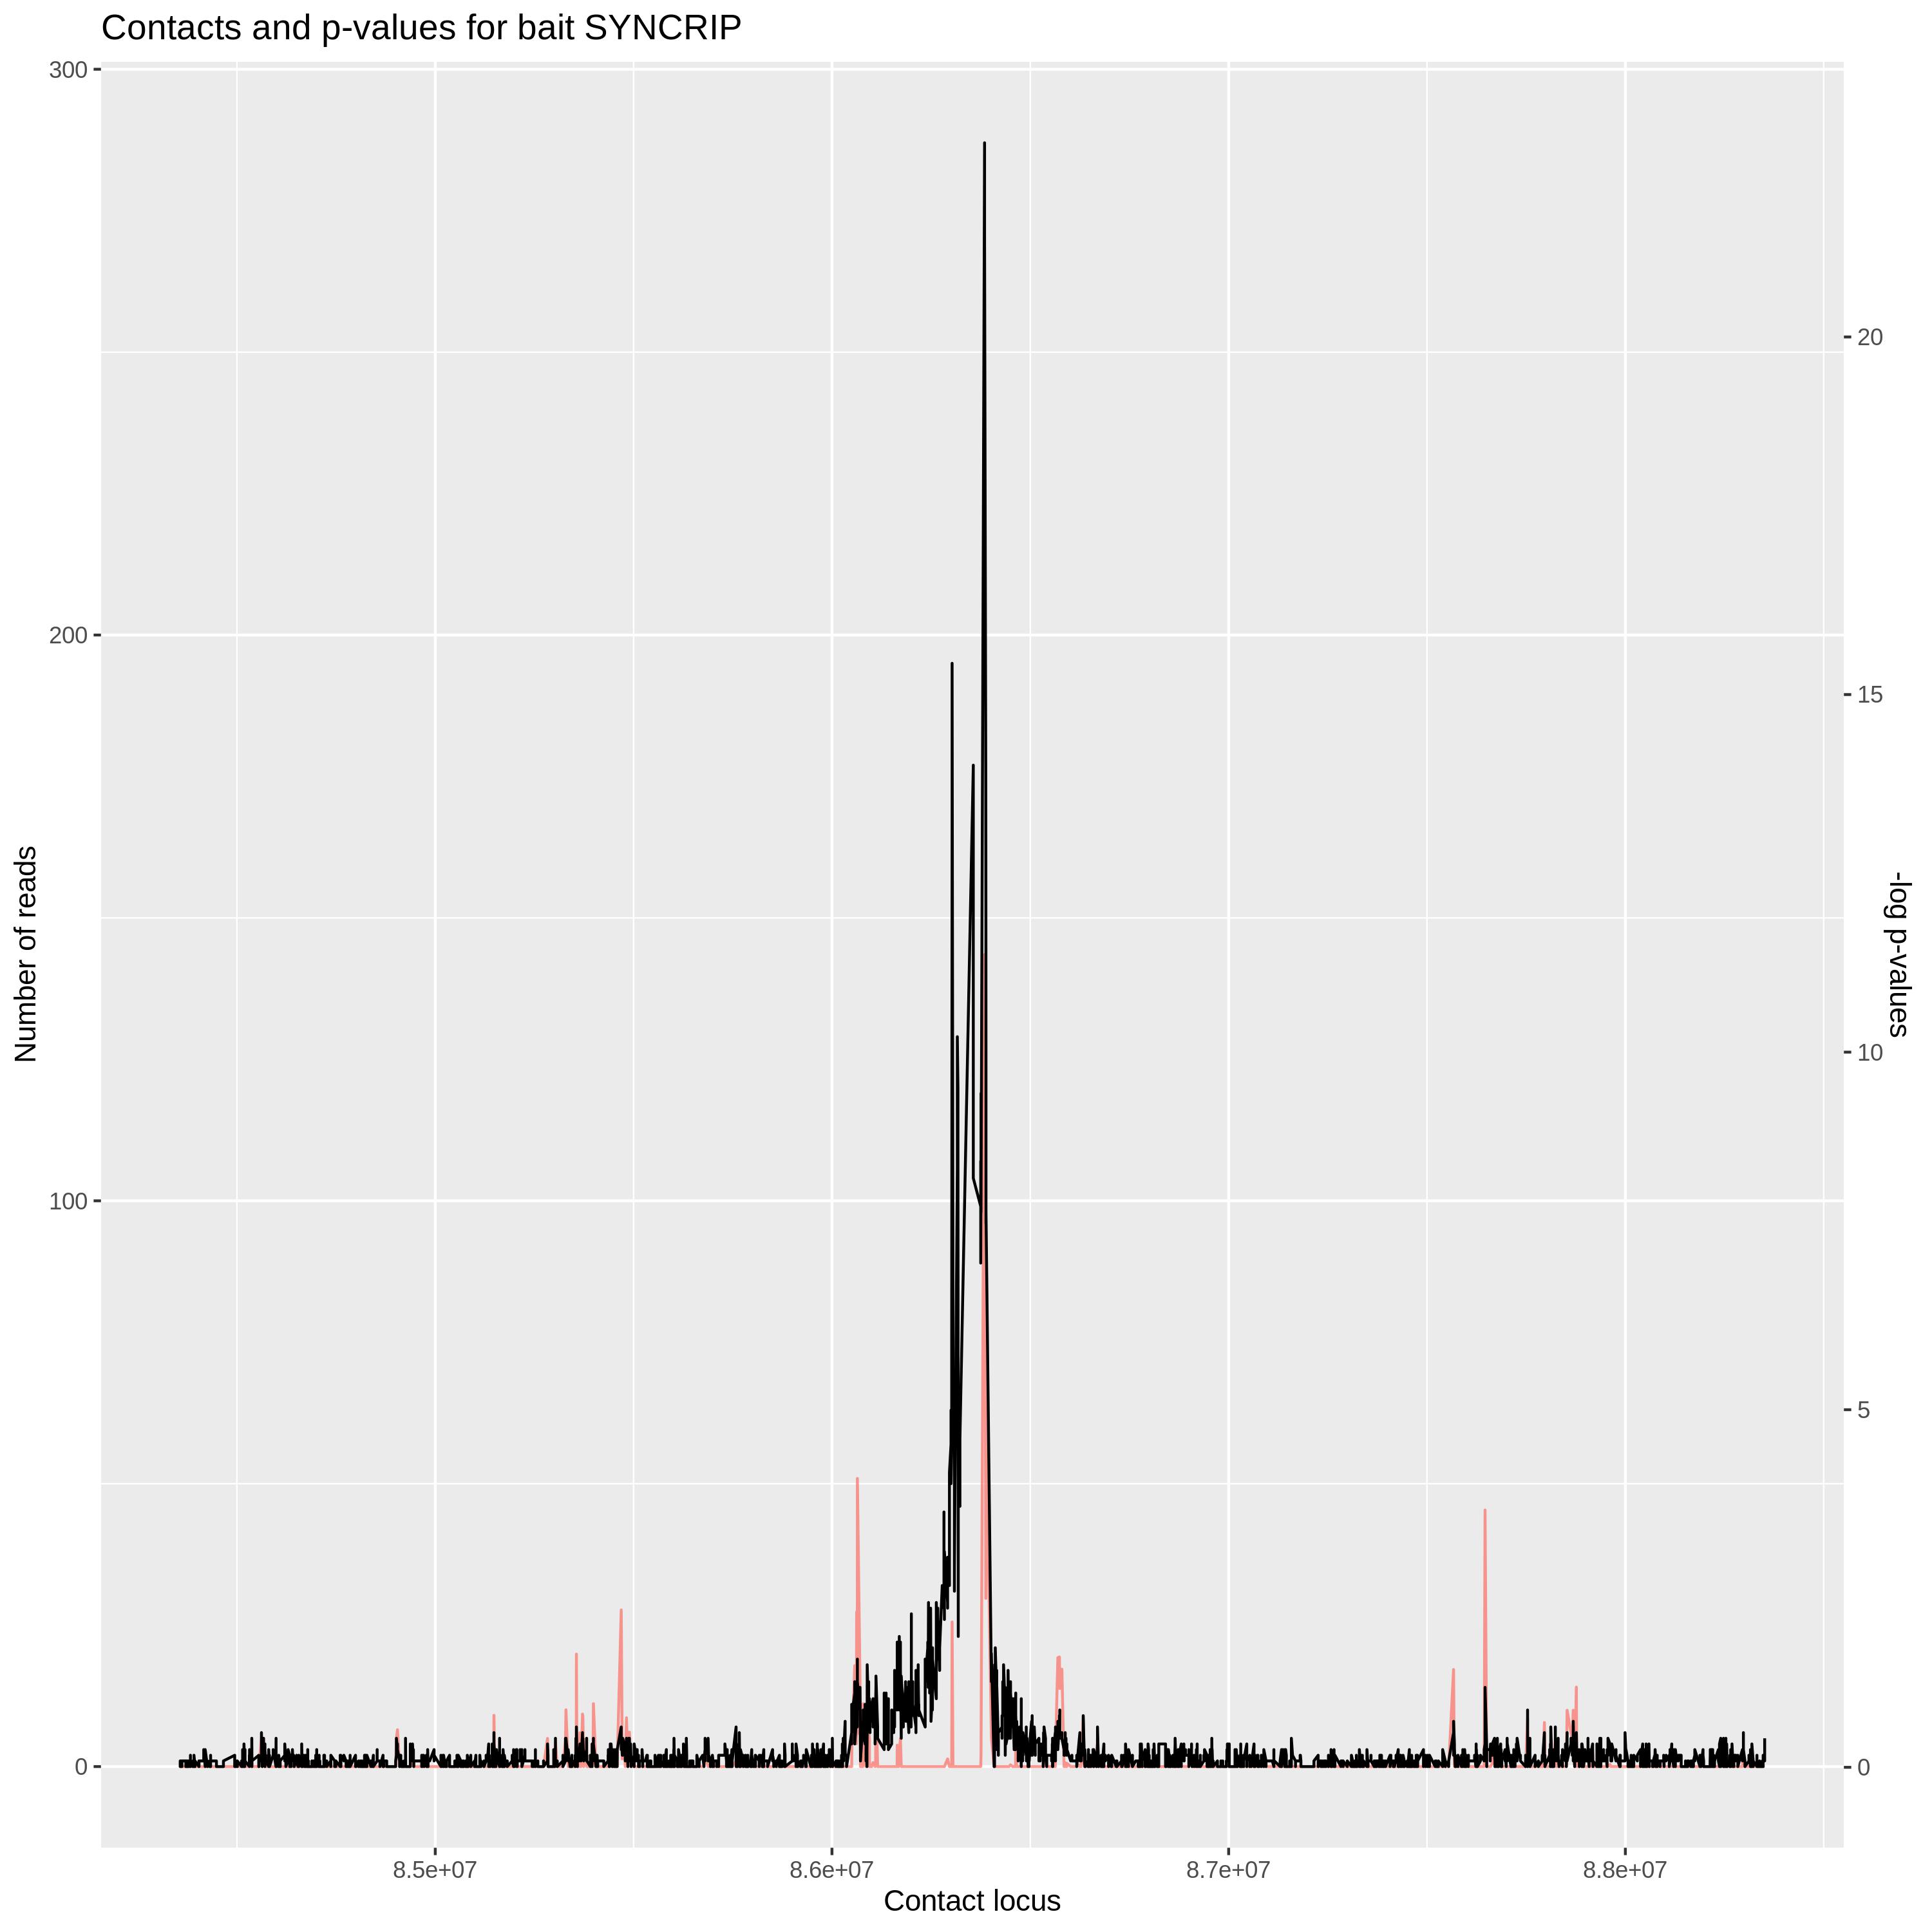 Contacts and p-values for bait SYNCRIP
300
200
100
0
Number of reads
20
15
10
5
0
-log p-values
8.5e+07 8.6e+07 8.7e+07 8.8e+07
Contact locus